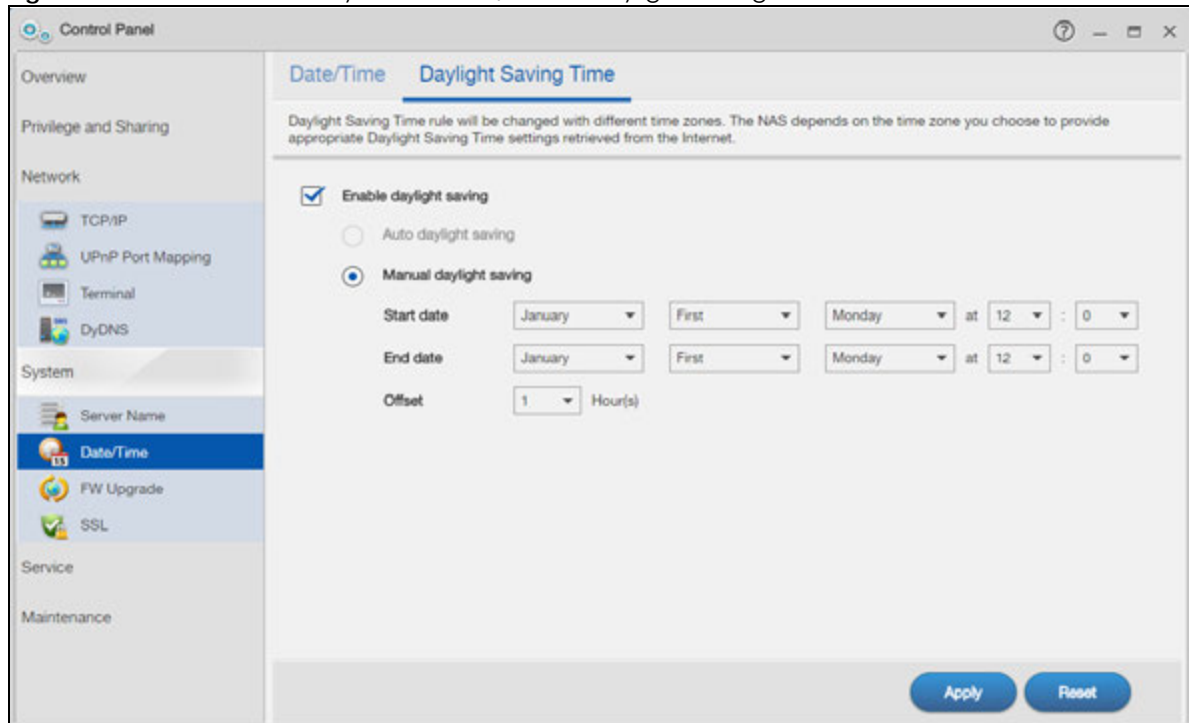 Control Panel
Overview
Privilege and Sharing
Network
TCP/IP
UPnP Port Mapping
Terminal
DyDNS
System
Server Name
Date/Time
FW Upgrade
SSL
Service
Maintenance
Date/Time Daylight Saving Time
Daylight Saving Time rule will be changed with different time zones. The NAS depends on the time zone you choose to provide
appropriate Daylight Saving Time settings retrieved from the Internet.
Enable daylight saving
Auto daylight saving
Manual daylight saving
Start date January First Monday at 12 : 0
End date January First Monday at 12 : 0
Offset 1 Hour(s)
Apply Reset